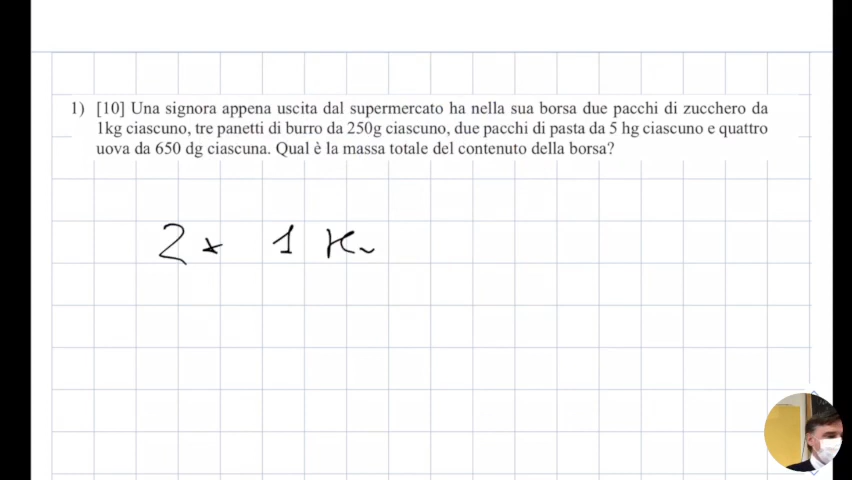 1) [10] Una signora appena uscita dal supermercato ha nella sua borsa due pacchi di zucchero da
1kg ciascuno, tre panetti di burro da 250g ciascuno, due pacchi di pasta da 5 hg ciascuno e quattro
uova da 650 dg ciascuna. Qual è la massa totale del contenuto della borsa?
2 * 1 K